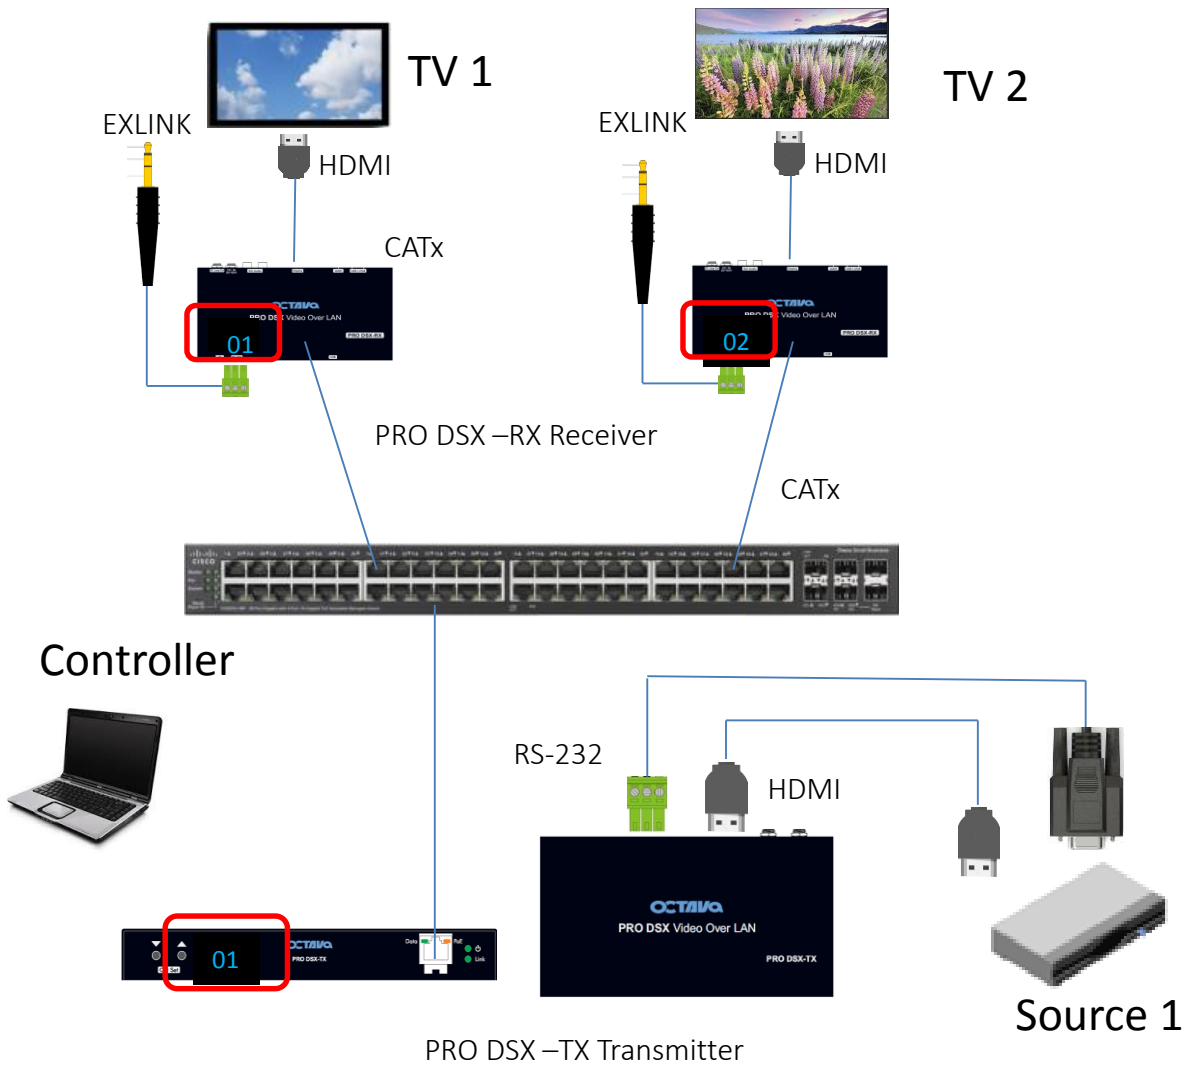 TV 1
TV 2
EXLINK
EXLINK
HDMI
HDMI
CATx
OCTAVA
PRO DSX Video Over LAN
PRO DSX-RX
01
OCTAVA
PRO DSX Video Over LAN
PRO DSX-RX
02
PRO DSX –RX Receiver
CATx
CISCO
Controller
RS-232
HDMI
OCTAVA
PRO DSX Video Over LAN
PRO DSX-TX
01
OCTAVA
PRO DSX-TX
Data
PoE
Link
Source 1
PRO DSX –TX Transmitter